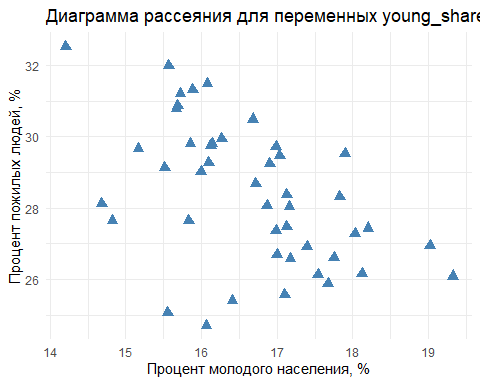 Диаграмма рассеяния для переменных young_share
Процент пожилых людей, %
32
30
28
26
14 15 16 17 18 19
Процент молодого населения, %